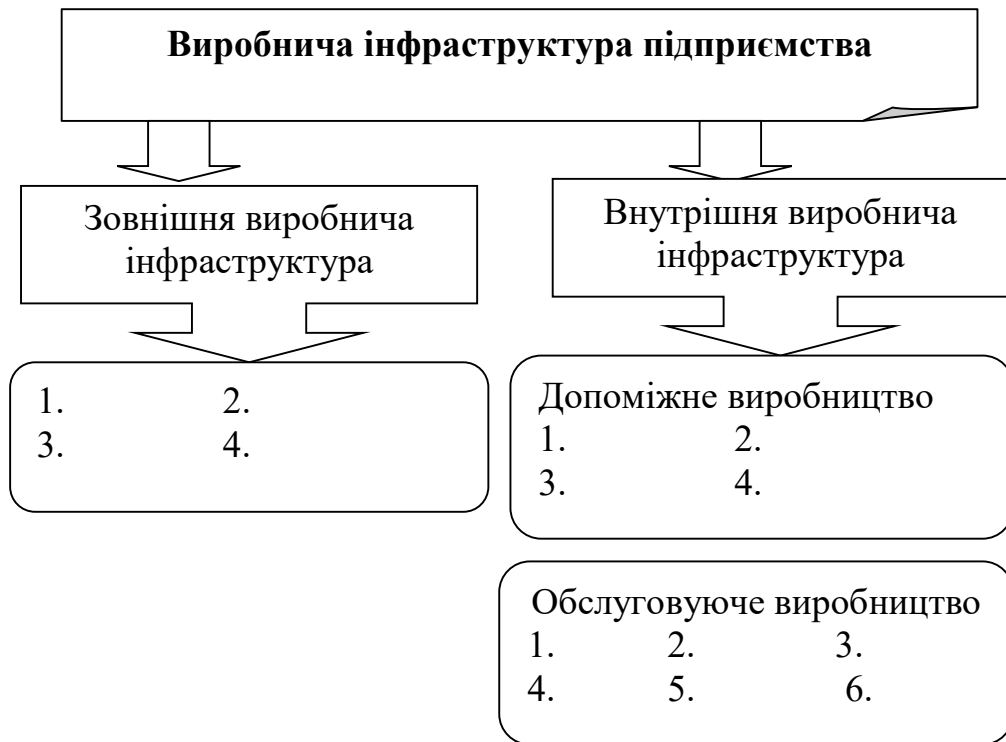 Виробнича інфраструктура підприємства
Зовнішня виробнича
інфраструктура
1. 2.
3. 4.
Внутрішня виробнича
інфраструктура
Допоміжне виробництво
1. 2.
3. 4.
Обслуговуюче виробництво
1. 2. 3.
4. 5. 6.